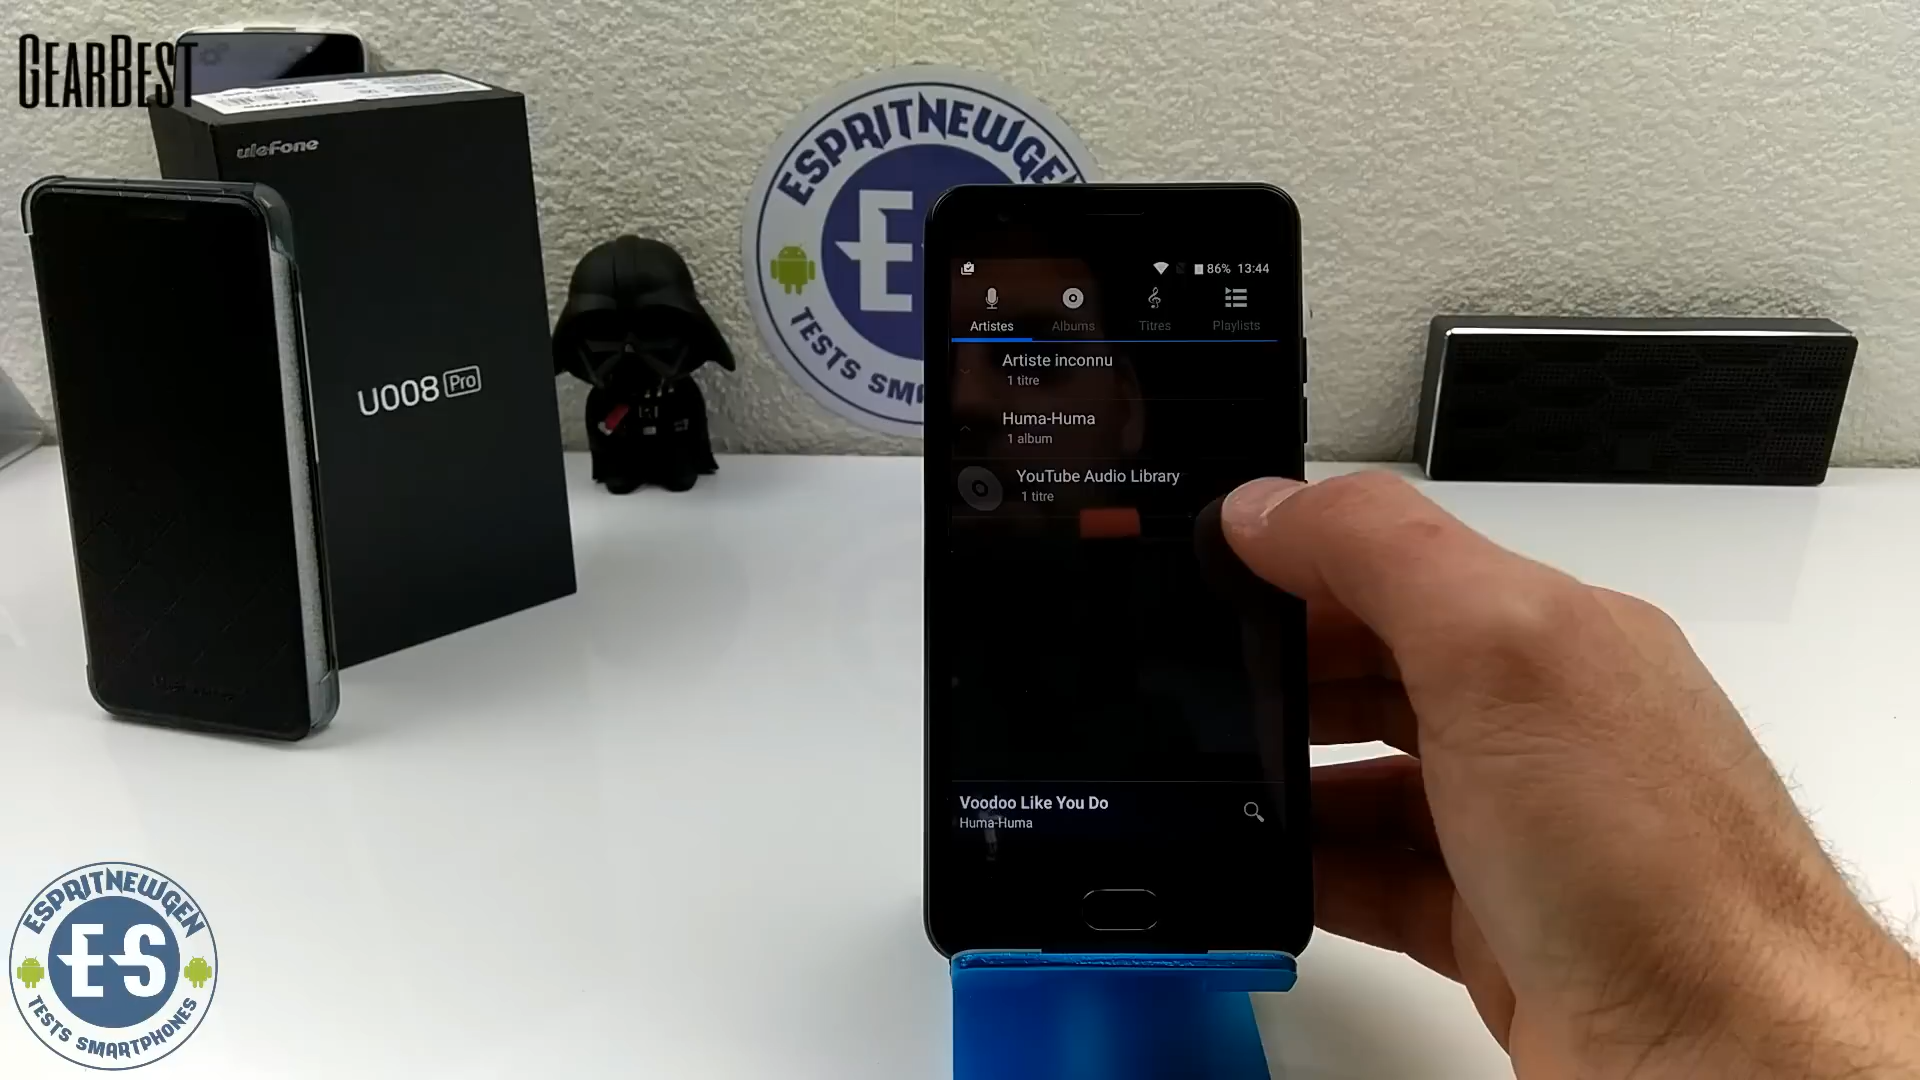 GEARBEST
uleFone
U008 Pro
ESPRITNEWGEN
E
TESTS SM
86% 13:44
Artistes Albums Titres Playlists
Artiste inconnu
1 titre
Huma-Huma
1 album
YouTube Audio Library
1 titre
Voodoo Like You Do
Huma-Huma
ESPRITNEWGEN
ES
TESTS SMARTPHONES